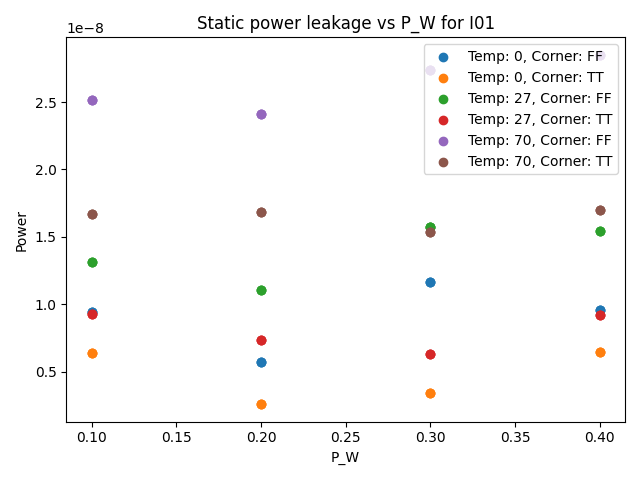 Static power leakage vs P_W for I01
1e−8
Temp: 0, Corner: FF
Temp: 0, Corner: TT
Temp: 27, Corner: FF
Temp: 27, Corner: TT
Temp: 70, Corner: FF
Temp: 70, Corner: TT
2.5
2.0
1.5
1.0
0.5
Power
0.10 0.15 0.20 0.25 0.30 0.35 0.40
P_W